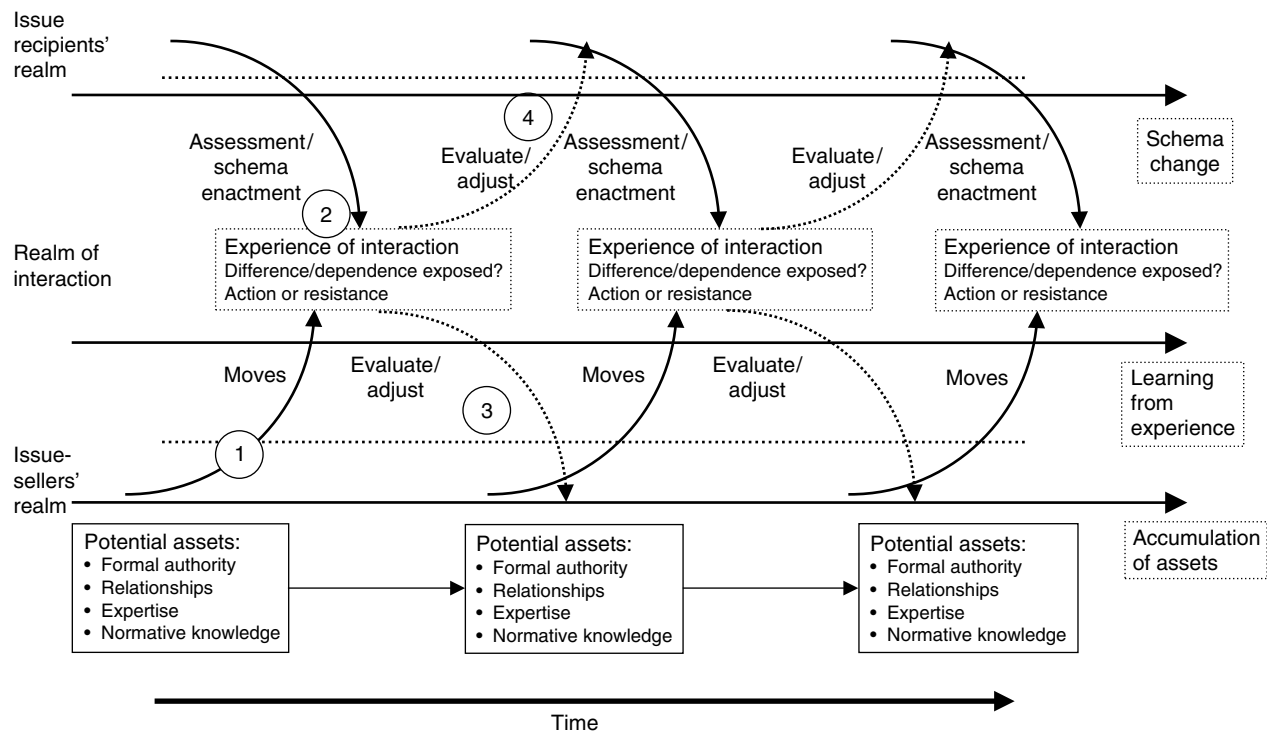 Issue
recipients’
realm
4
Assessment/
schema
enactment
Evaluate/
adjust
Assessment/
schema
enactment
Evaluate/
adjust
Assessment/
schema
enactment
Schema
change
2
Realm of
interaction
Experience of interaction
Difference/dependence exposed?
Action or resistance
Experience of interaction
Difference/dependence exposed?
Action or resistance
Experience of interaction
Difference/dependence exposed?
Action or resistance
Moves
Evaluate/
adjust
Moves
Evaluate/
adjust
Moves
Learning
from
experience
3
1
Issue-
sellers’
realm
Potential assets:
• Formal authority
• Relationships
• Expertise
• Normative knowledge
Potential assets:
• Formal authority
• Relationships
• Expertise
• Normative knowledge
Potential assets:
• Formal authority
• Relationships
• Expertise
• Normative knowledge
Accumulation
of assets
Time